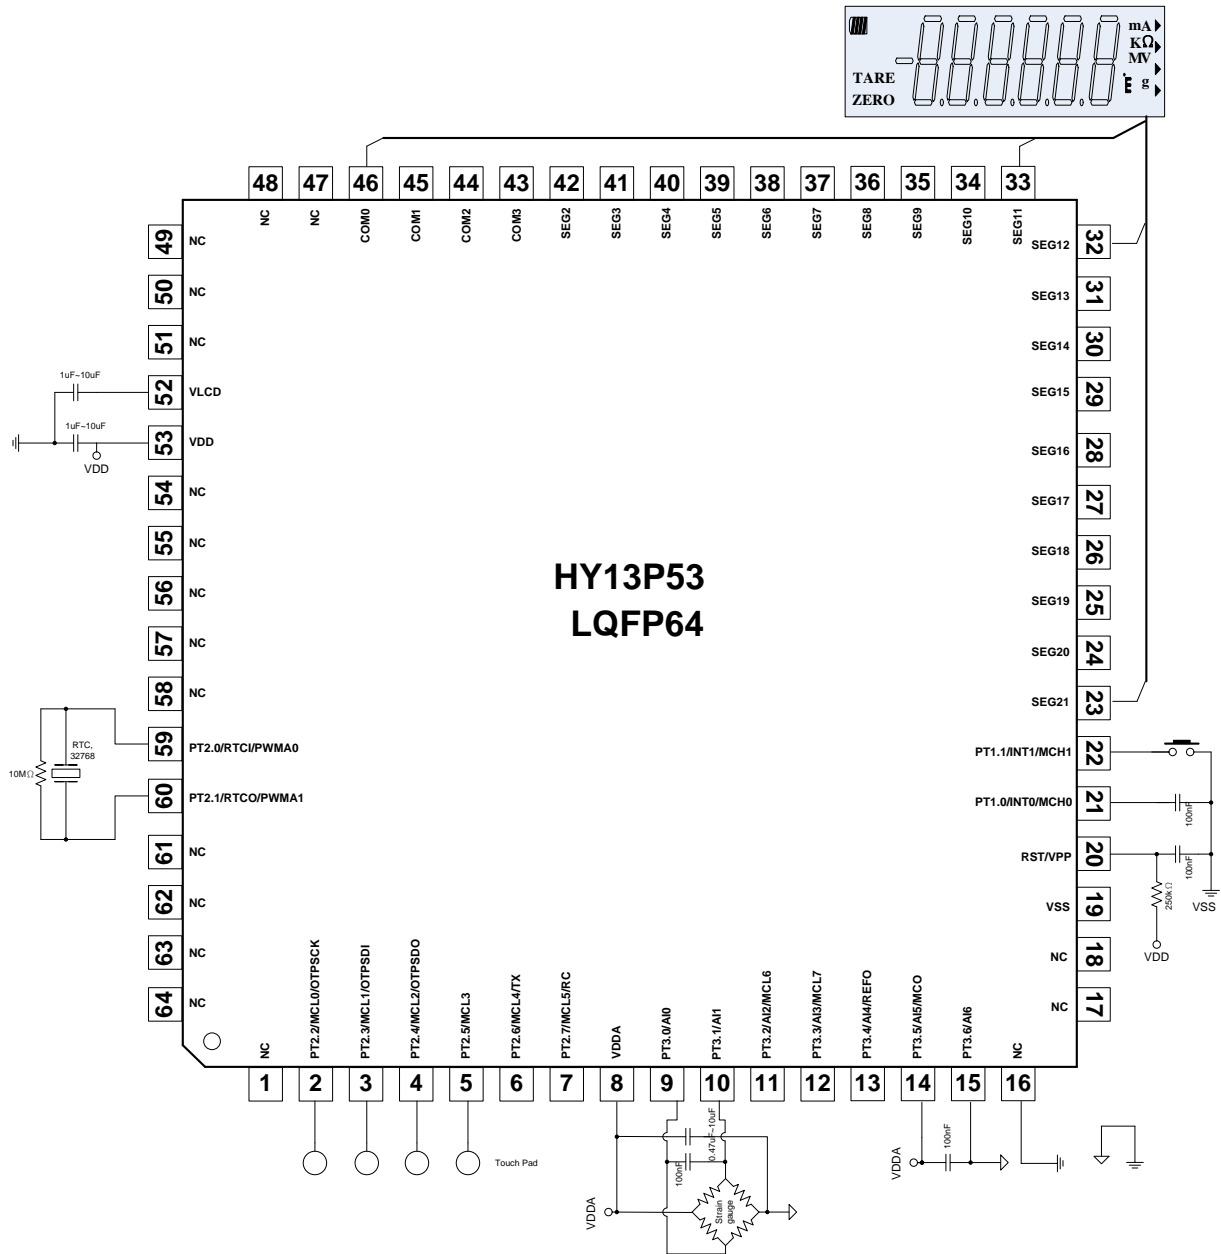 mA
KΩ
MV
TARE
g
ZERO
48 47 46 45 44 43 42 41 40 39 38 37 36 35 34 33
NC NC COM0 COM1 COM2 COM3 SEG2 SEG3 SEG4 SEG5 SEG6 SEG7 SEG8 SEG9 SEG10 SEG11
49 NC
50 NC
51 NC
1uF~10uF
52 VLCD
1uF~10uF
53 VDD
VDD
54 NC
55 NC
56 NC
57 NC
58 NC
59 PT2.0/RTCI/PWMA0
RTC,
32768
10MΩ
60 PT2.1/RTCO/PWMA1
61 NC
62 NC
63 NC
64 NC
HY13P53
LQFP64
SEG12 32
SEG13 31
SEG14 30
SEG15 29
SEG16 28
SEG17 27
SEG18 26
SEG19 25
SEG20 24
SEG21 23
PT1.1/INT1/MCH1 22
PT1.0/INT0/MCH0 21
100nF
RST/VPP 20
100nF
250kΩ
VSS
VDD
VSS 19
NC 18
NC 17
NC PT2.2/MCL0/OTPSCK PT2.3/MCL1/OTPSDI PT2.4/MCL2/OTPSDO PT2.5/MCL3 PT2.6/MCL4/TX PT2.7/MCL5/RC VDDA PT3.0/AI0 PT3.1/AI1 PT3.2/AI2/MCL6 PT3.3/AI3/MCL7 PT3.4/AI4/REFO PT3.5/AI5/MCO PT3.6/AI6 NC
1 2 3 4 5 6 7 8 9 10 11 12 13 14 15 16
Touch Pad
0.47uF~10uF
100nF
VDDA
Strain
gauge
VDDA
100nF